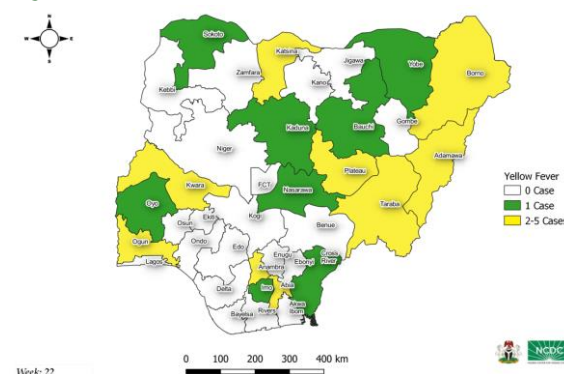 N
W
E
S
Sokoto
Katsina
Jigawa
Yobe
Borno
Zamfara
Kano
Kebbi
Kaduna
Bauchi
Gombe
Niger
Adamawa
Plateau
Kwara
FCT
Nasarawa
Taraba
Oyo
Kogi
Benue
Ekiti
Osun
Ogun
Ondo
Edo
Enugu
Ebonyi
Cross
River
Anambra
Lagos
Imo
Abia
Delta
Akwa
Ibom
Rivers
Bayelsa
Yellow Fever
0 Case
1 Case
2-5 Cases
Week: 22
0 100 200 300 400 km
NCDC